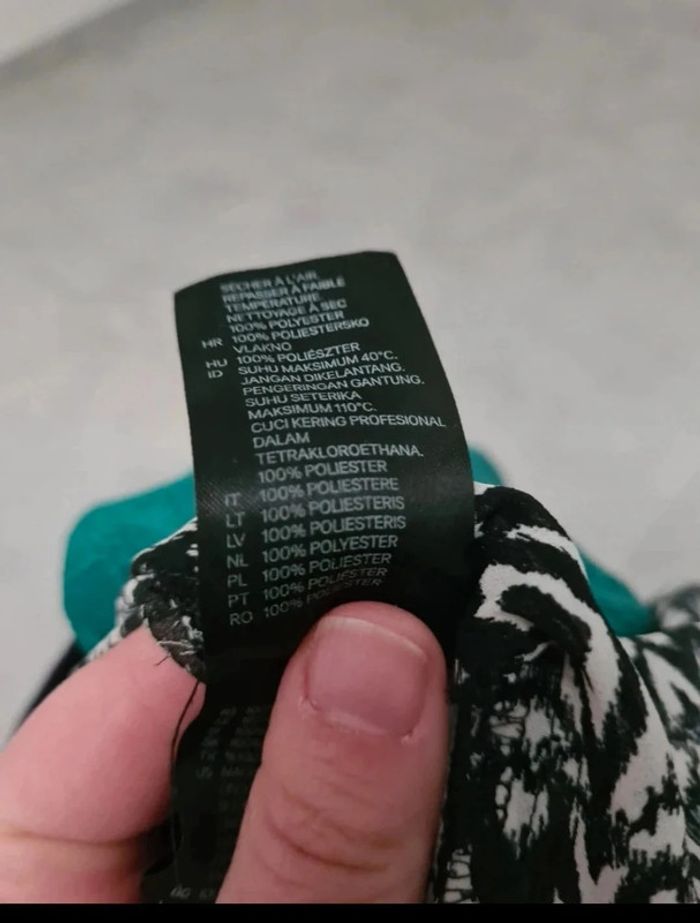 SÉCHER À L'AIR
REPASSER À FAIBLE
TEMPÉRATURE
NETTOYAGE À SEC
100% POLYESTER
HR 100% POLIESTERSKO
VLAKNO
HU 100% POLIÉSZTER
ID SUHU MAKSIMUM 40°C.
JANGAN DIKELANTANG.
PENGERINGAN GANTUNG.
SUHU SETERIKA
MAKSIMUM 110°C.
CUCI KERING PROFESIONAL
DALAM
TETRAKLOROETHANA.
100% POLIESTER
IT 100% POLIESTERE
LT 100% POLIESTERIS
LV 100% POLIESTERIS
NL 100% POLYESTER
PL 100% POLIESTER
PT 100% POLIÉSTER
RO 100% POLIESTER